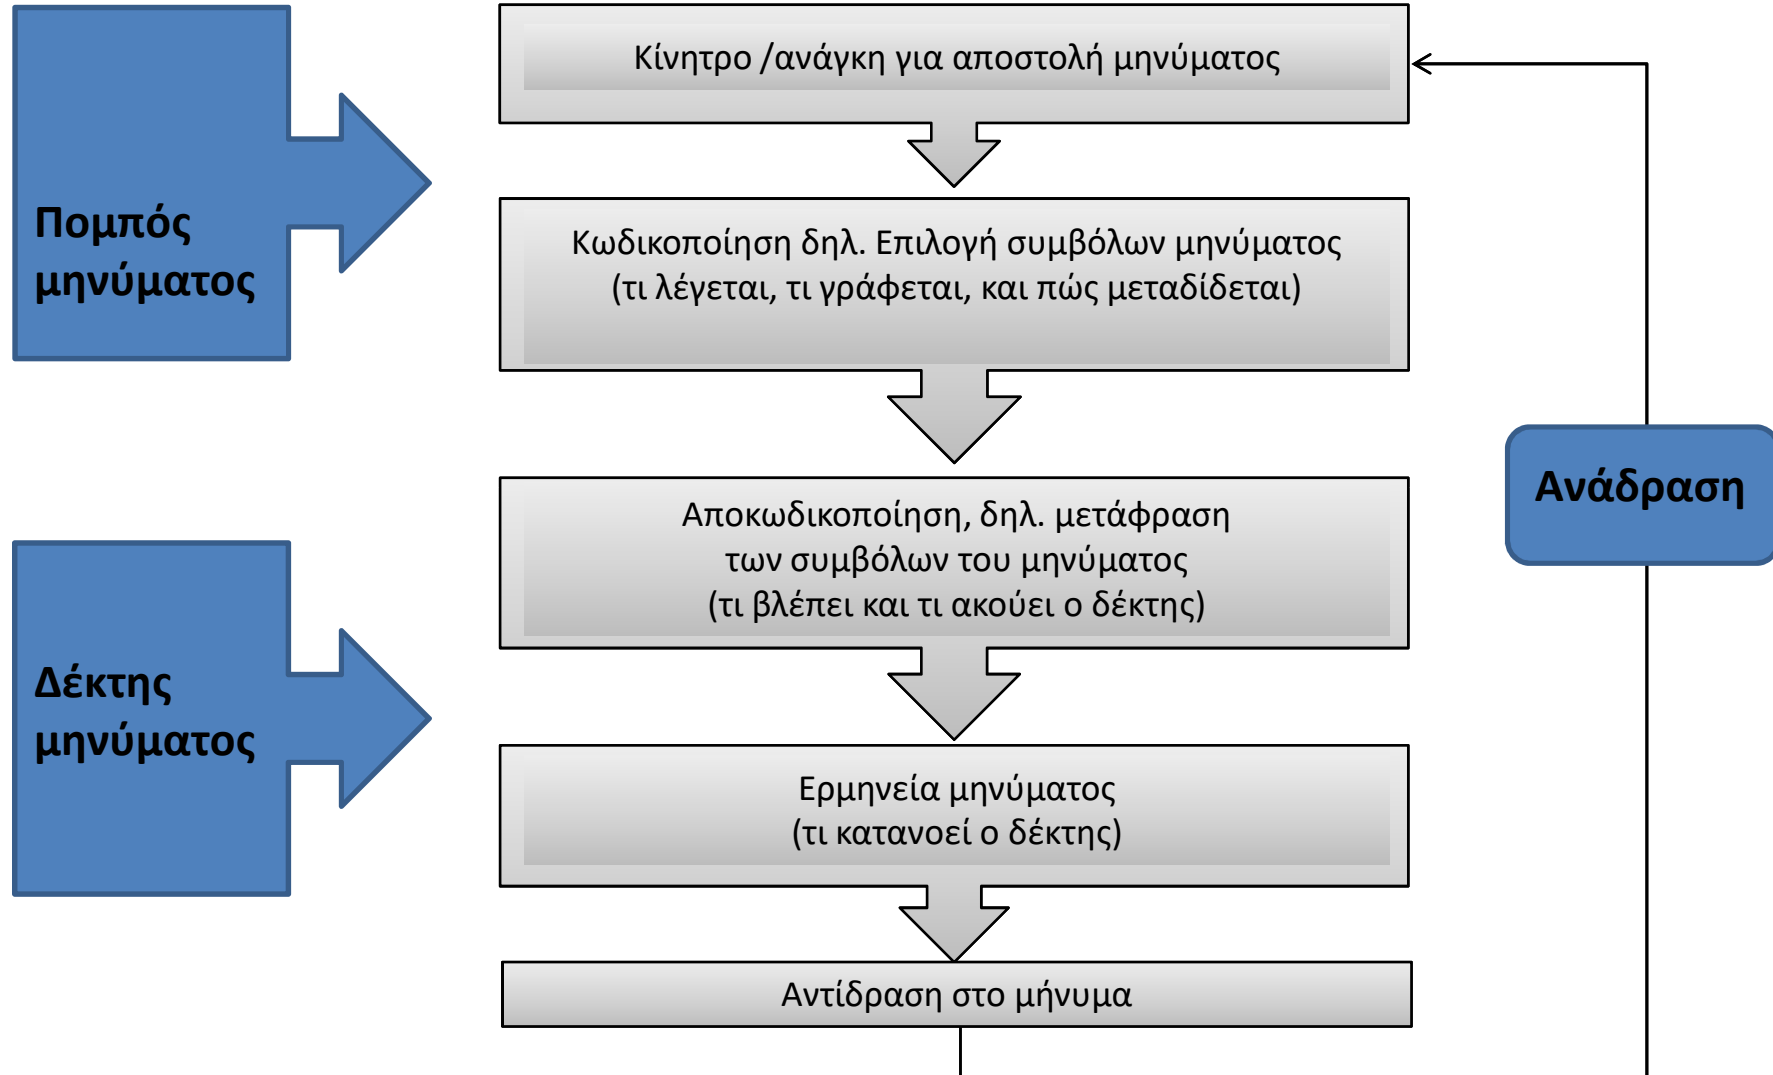 Κίνητρο /ανάγκη για αποστολή μηνύματος
Πομπός
μηνύματος
Κωδικοποίηση δηλ. Επιλογή συμβόλων μηνύματος
(τι λέγεται, τι γράφεται, και πώς μεταδίδεται)
Ανάδραση
Αποκωδικοποίηση, δηλ. μετάφραση
των συμβόλων του μηνύματος
(τι βλέπει και τι ακούει ο δέκτης)
Δέκτης
μηνύματος
Ερμηνεία μηνύματος
(τι κατανοεί ο δέκτης)
Αντίδραση στο μήνυμα